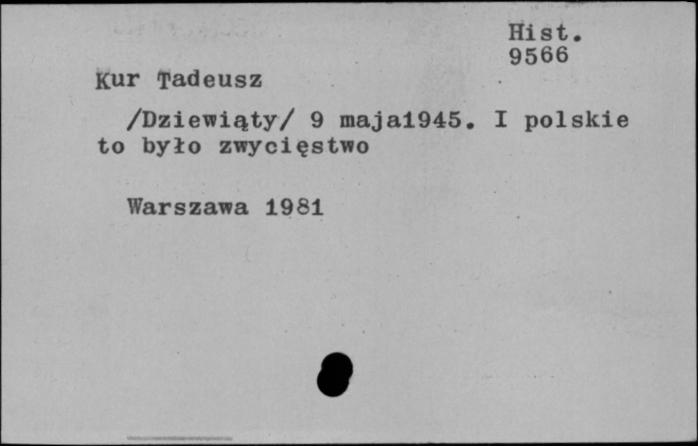 Hist.
9566
Kur Tadeusz
/Dziewiąty/ 9 maja1945. I polskie
to było zwycięstwo
Warszawa 1981